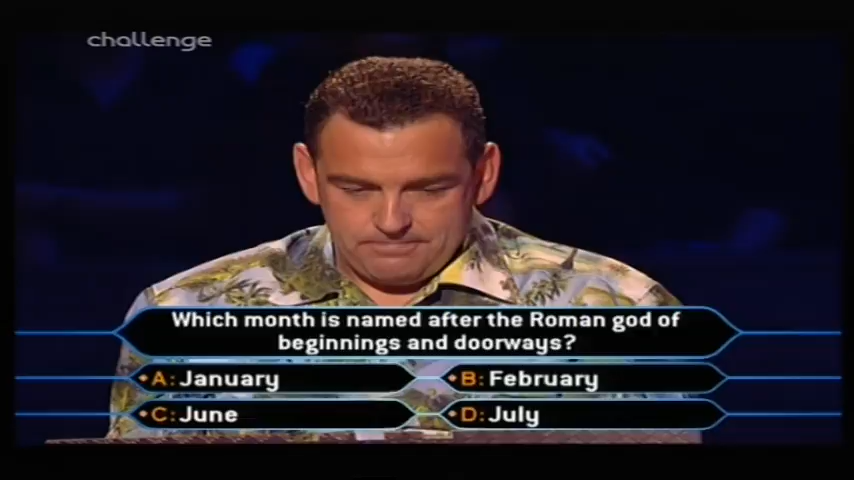 challenge
Which month is named after the Roman god of
beginnings and doorways?
A: January
B: February
C: June
D: July